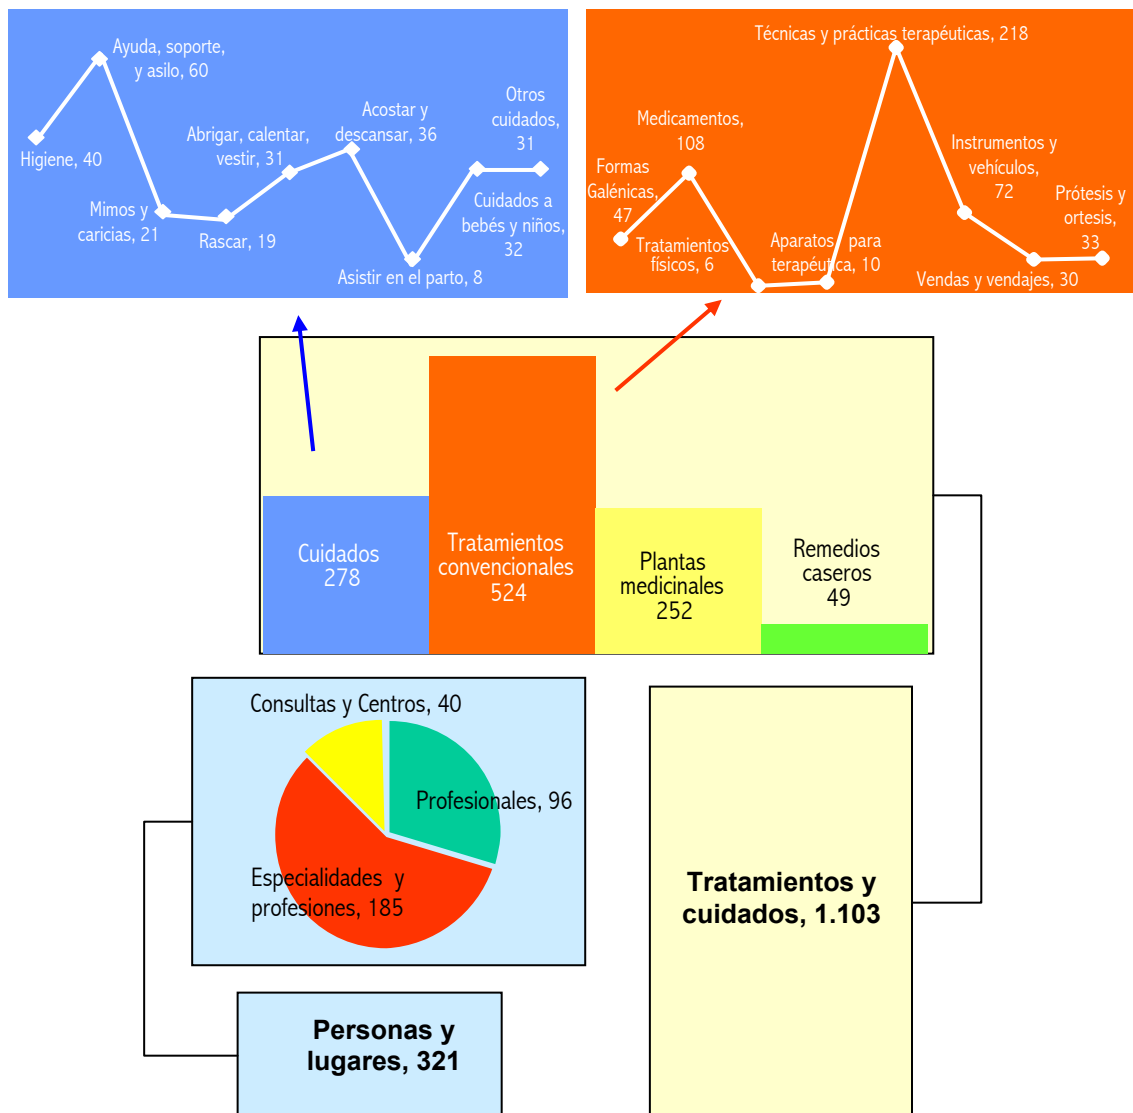 Ayuda, soporte,
y asilo, 60
Higiene, 40
Mimos y
caricias, 21
Rascar, 19
Abrigar, calentar,
vestir, 31
Acostar y
descansar, 36
Asistir en el parto, 8
Otros
cuidados,
31
Cuidados a
bebés y niños,
32
Técnicas y prácticas terapéuticas, 218
Medicamentos,
108
Formas
Galénicas,
47
Tratamientos
físicos, 6
Aparatos, para
terapéutica, 10
Instrumentos y
vehículos,
72
Vendas y vendajes, 30
Prótesis y
ortesis,
33
Cuidados
278
Tratamientos
convencionales
524
Plantas
medicinales
252
Remedios
caseros
49
Consultas y Centros, 40
Profesionales, 96
Especialidades y
profesiones, 185
Tratamientos y
cuidados, 1.103
Personas y
lugares, 321